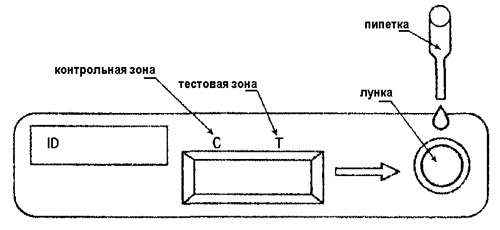 пипетка
контрольная зона
тестовая зона
лунка
ID
C
T